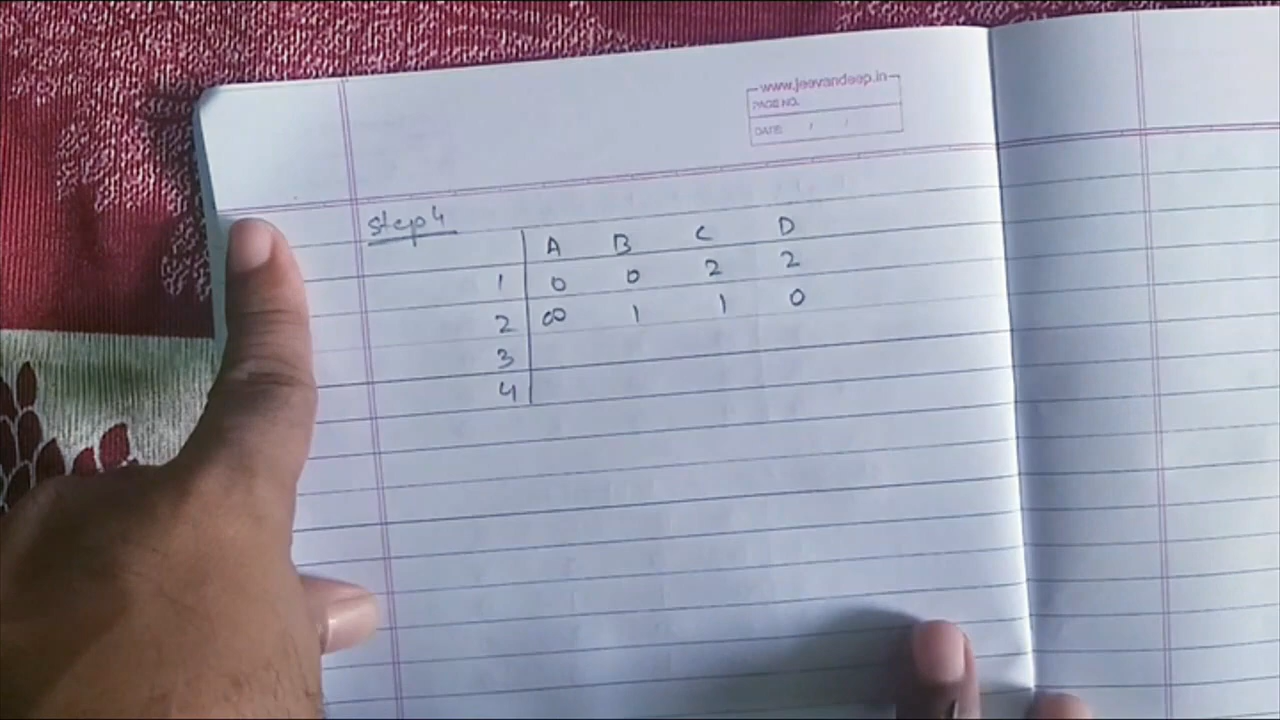 www.jeevandeep.in
PAGE NO.
DATE: / /
Step 4
A B C D
1 0 0 2 2
2 ∞ 1 1 0
3
4